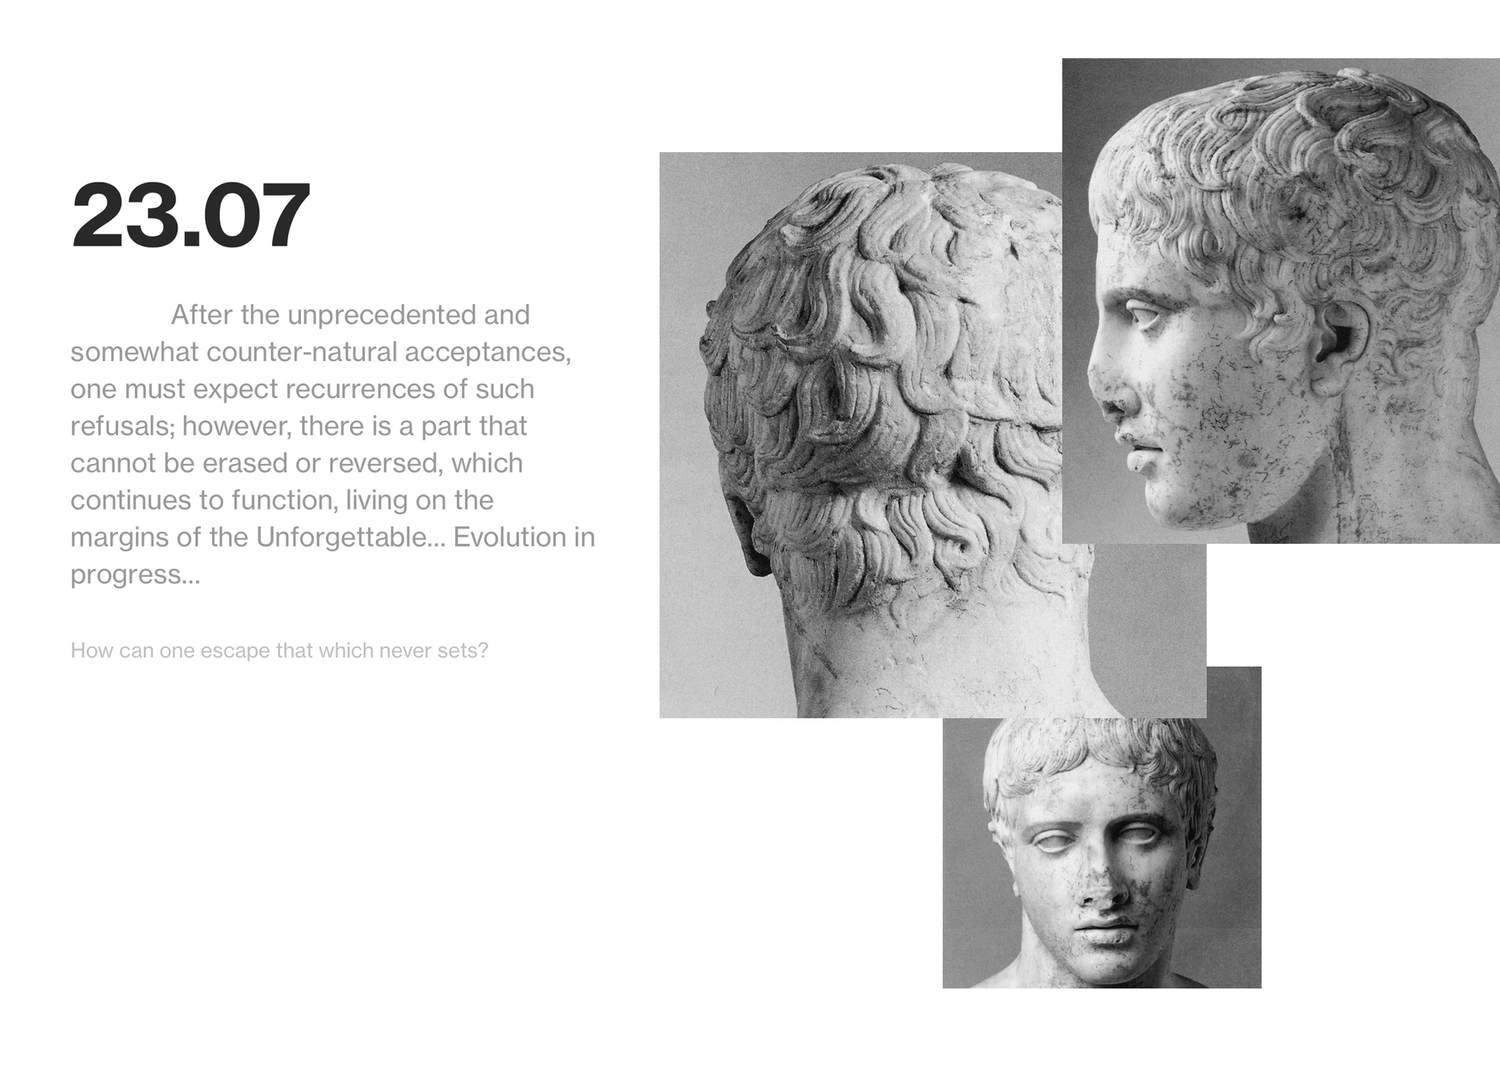 23.07
After the unprecedented and
somewhat counter-natural acceptances,
one must expect recurrences of such
refusals; however, there is a part that
cannot be erased or reversed, which
continues to function, living on the
margins of the Unforgettable... Evolution in
progress...
How can one escape that which never sets?